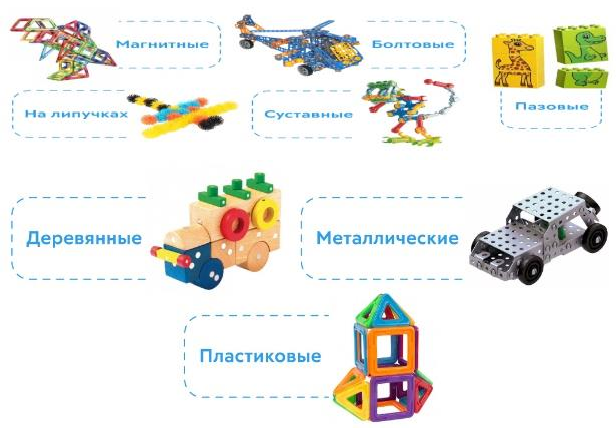 Магнитные
Болтовые
На липучках
Суставные
Пазовые
Деревянные
Металлические
Пластиковые